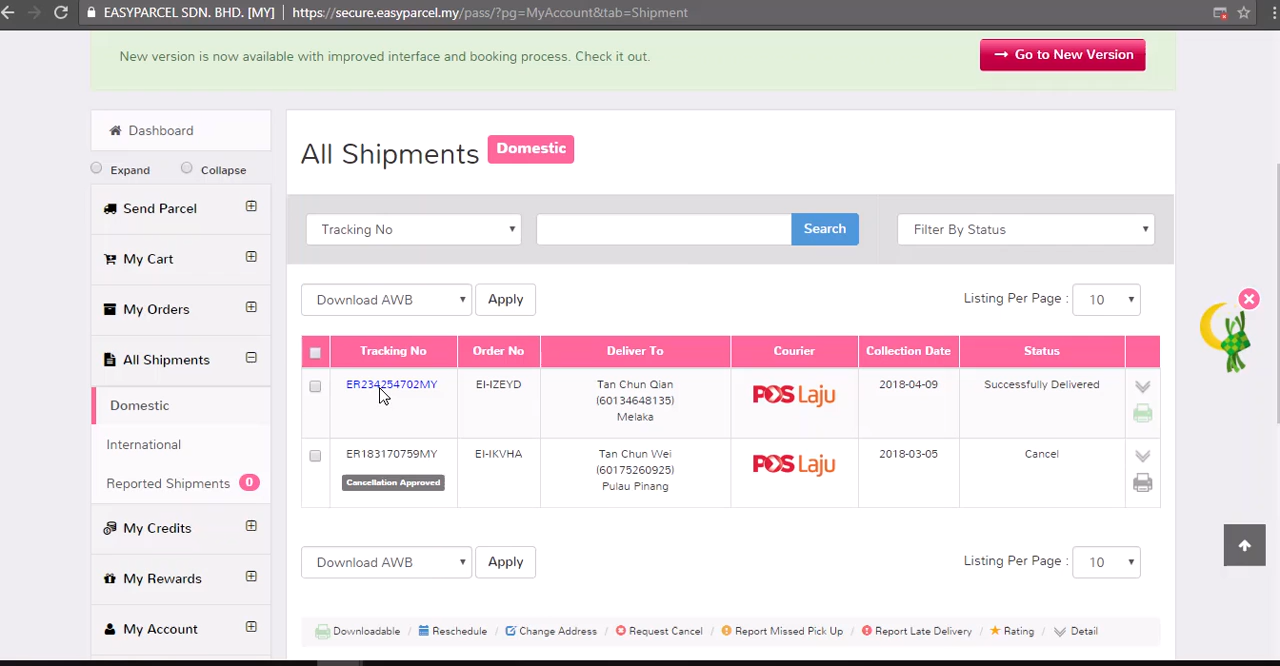 EASYPARCEL SDN. BHD. [MY] | https://secure.easyparcel.my/pass/?pg=MyAccount&tab=Shipment
New version is now available with improved interface and booking process. Check it out.
→ Go to New Version
Dashboard
Expand Collapse
Send Parcel
My Cart
My Orders
All Shipments
Domestic
International
Reported Shipments 0
My Credits
My Rewards
My Account
All Shipments Domestic
Tracking No Search Filter By Status
Download AWB Apply Listing Per Page : 10
Tracking No Order No Deliver To Courier Collection Date Status
ER234254702MY EI-IZEYD Tan Chun Qian POS Laju 2018-04-09 Successfully Delivered
(60134648135)
Melaka
ER183170759MY EI-IKVHA Tan Chun Wei POS Laju 2018-03-05 Cancel
Cancellation Approved (60175260925)
Pulau Pinang
Download AWB Apply Listing Per Page : 10
Downloadable / Reschedule / Change Address / Request Cancel / Report Missed Pick Up / Report Late Delivery / Rating / Detail